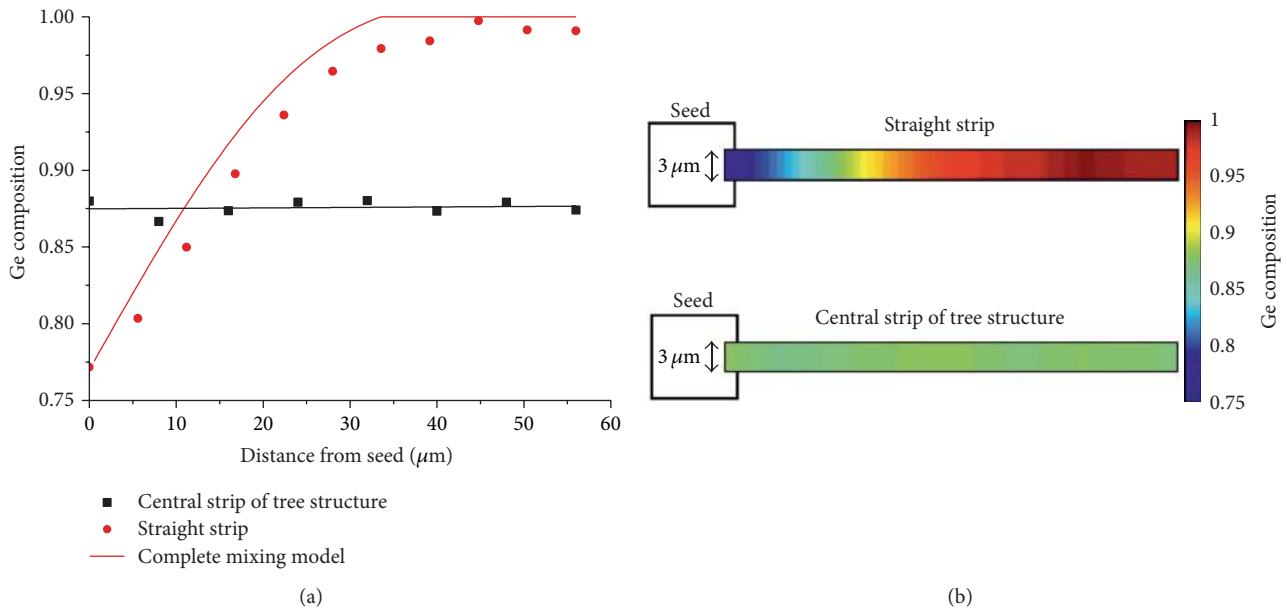 1.00
0.95
0.90
0.85
0.80
0.75
Ge composition
0 10 20 30 40 50 60
Distance from seed (μm)
Central strip of tree structure
Straight strip
Complete mixing model
(a)
Seed
3 μm
Straight strip
Seed
3 μm
Central strip of tree structure
1
0.95
0.9
0.85
0.8
0.75
Ge composition
(b)